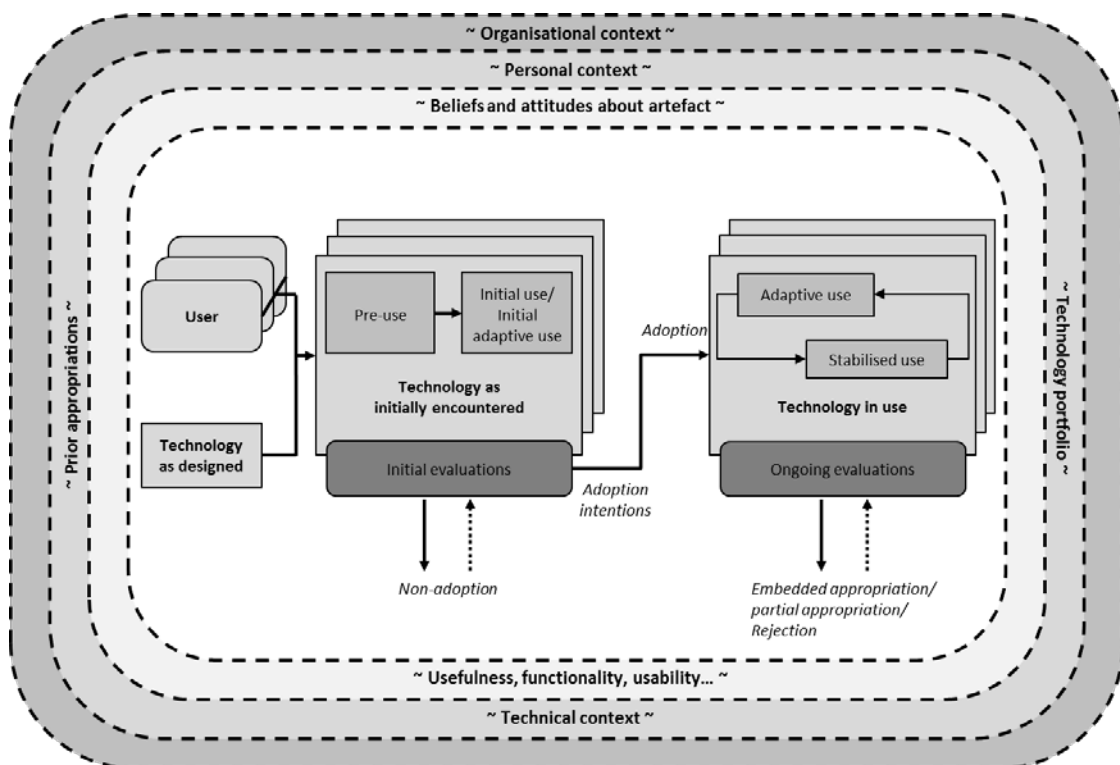 ~ Organisational context ~
~ Personal context ~
~ Beliefs and attitudes about artefact ~
~ Prior appropriations ~
~ Technology portfolio ~
User
Technology
as designed
Pre-use
Initial use/
Initial
adaptive use
Technology as
initially encountered
Initial evaluations
Adoption
intentions
Non-adoption
Adoption
Adaptive use
Stabilised use
Technology in use
Ongoing evaluations
Embedded appropriation/
partial appropriation/
Rejection
~ Usefulness, functionality, usability... ~
~ Technical context ~